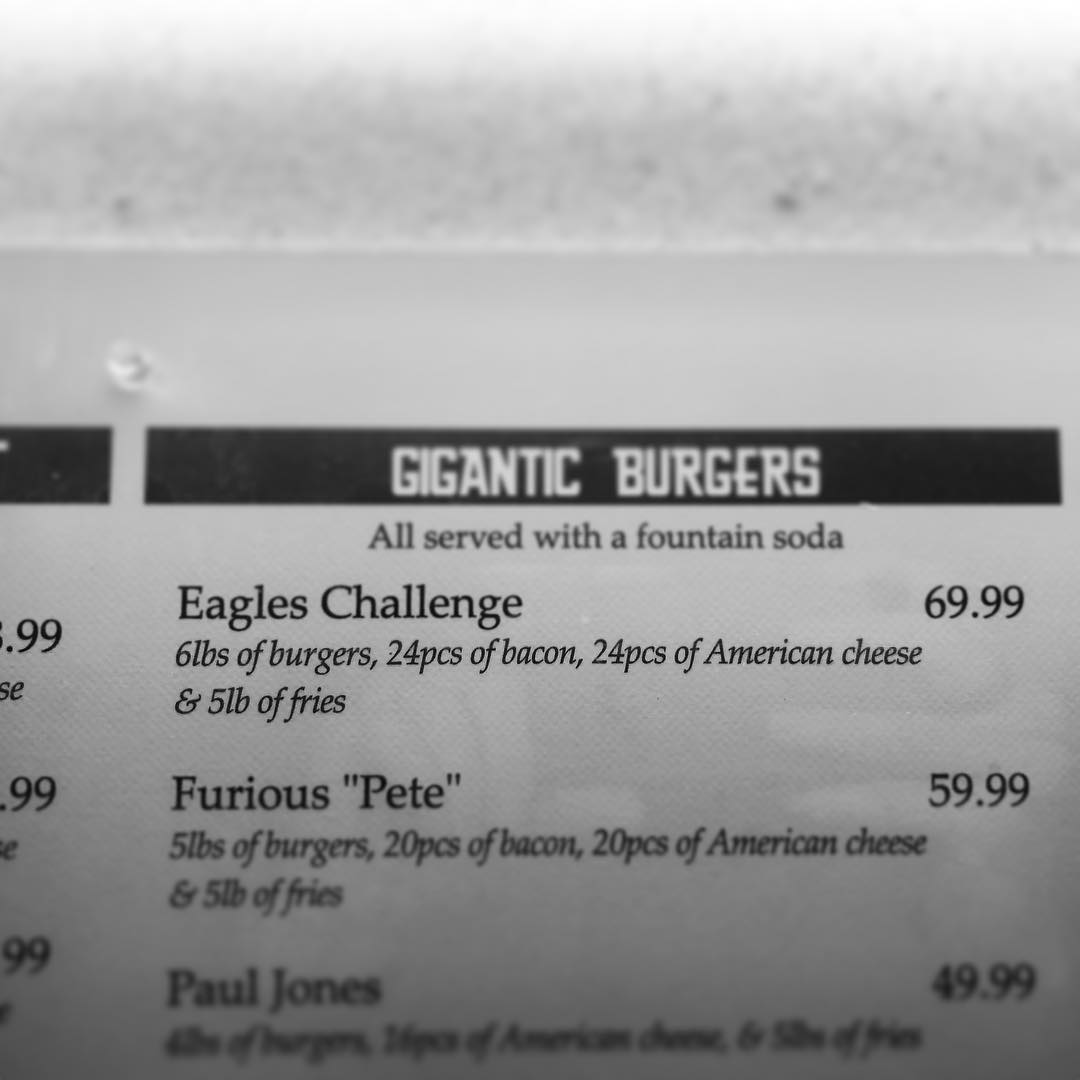 GIGANTIC BURGERS
All served with a fountain soda
Eagles Challenge 69.99
6lbs of burgers, 24pcs of bacon, 24pcs of American cheese
& 5lb of fries
Furious "Pete" 59.99
5lbs of burgers, 20pcs of bacon, 20pcs of American cheese
& 5lb of fries
Paul Jones 49.99
4lbs of burgers, 16pcs of American cheese, & 5lbs of fries
.99
se
.99
se
.99